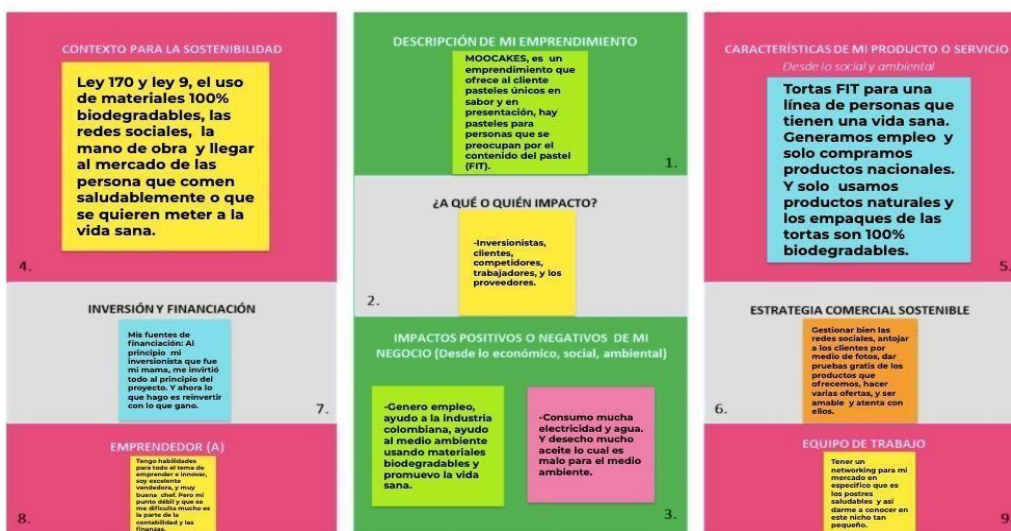 CONTEXTO PARA LA SOSTENIBILIDAD
Ley 170 y ley 9, el uso
de materiales 100%
biodegradables, las
redes sociales, la
mano de obra y llegar
al mercado de las
persona que comen
saludablemente o que
se quieren meter a la
vida sana.
4.
INVERSIÓN Y FINANCIACIÓN
Mis fuentes de
financiación: Al
principio mi
inversionista que fue
mi mama, me invirtió
todo al principio del
proyecto. Y ahora lo
que hago es reinvertir
con lo que gano.
7.
EMPRENDEDOR (A)
Tengo habilidades
para todo el tema de
emprender e innovar,
soy excelente
vendedora, y muy
buena chef. Pero mi
punto débil y que se
me dificulta mucho es
la parte de la
contabilidad y las
finanzas.
8.
DESCRIPCIÓN DE MI EMPRENDIMIENTO
MOOCAKES, es un
emprendimiento que
ofrece al cliente
pasteles únicos en
sabor y en
presentación, hay
pasteles para
personas que se
preocupan por el
contenido del pastel
(FIT).
1.
¿A QUÉ O QUIÉN IMPACTO?
-Inversionistas,
clientes,
competidores,
trabajadores, y los
proveedores.
2.
IMPACTOS POSITIVOS O NEGATIVOS DE MI
NEGOCIO (Desde lo económico, social, ambiental)
-Genero empleo,
ayudo a la industria
colombiana, ayudo
al medio ambiente
usando materiales
biodegradables y
promuevo la vida
sana.
-Consumo mucha
electricidad y agua.
Y desecho mucho
aceite lo cual es
malo para el medio
ambiente.
3.
CARACTERÍSTICAS DE MI PRODUCTO O SERVICIO
Desde lo social y ambiental
Tortas FIT para una
línea de personas que
tienen una vida sana.
Generamos empleo y
solo compramos
productos nacionales.
Y solo usamos
productos naturales y
los empaques de las
tortas son 100%
biodegradables.
5.
ESTRATEGIA COMERCIAL SOSTENIBLE
Gestionar bien las
redes sociales, antojar
a los clientes por
medio de fotos, dar
pruebas gratis de los
productos que
ofrecemos, hacer
varias ofertas, y ser
amable y atenta con
ellos.
6.
EQUIPO DE TRABAJO
Tener un
networking para mi
mercado en
especifico que es
los postres
saludables y así
darme a conocer en
este nicho tan
pequeño.
9